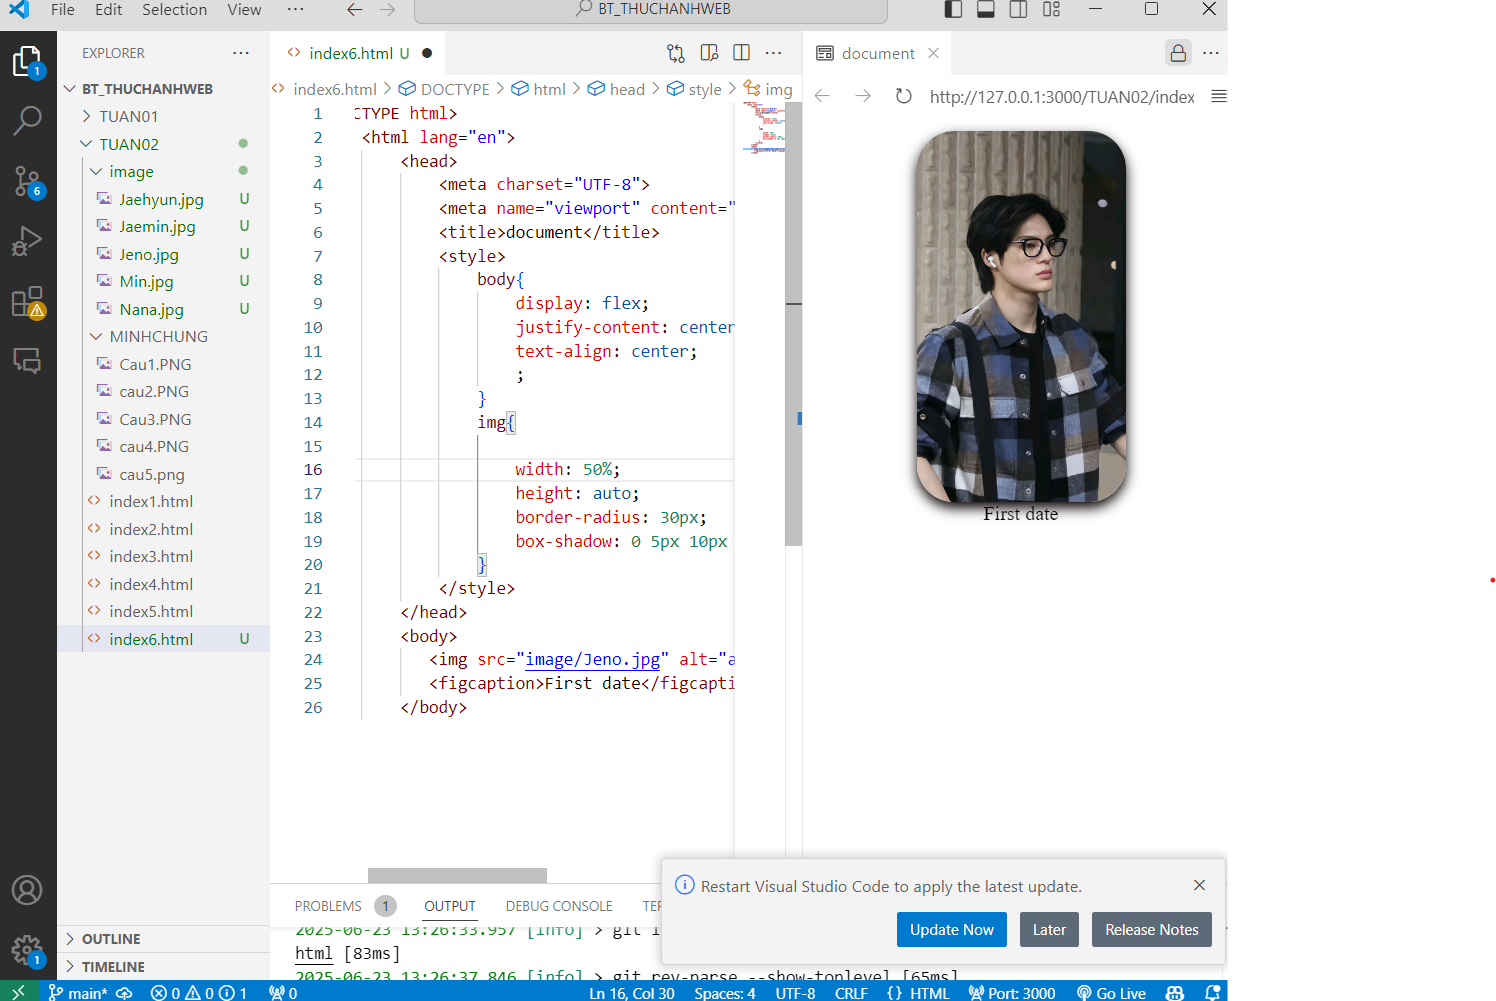 File Edit Selection View ··· BT_THUCHANHWEB
EXPLORER ···
BT_THUCHANHWEB
TUAN01
TUAN02
image
Jaehyun.jpg U
Jaemin.jpg U
Jeno.jpg U
Min.jpg U
Nana.jpg U
MINHCHUNG
Cau1.PNG
cau2.PNG
Cau3.PNG
cau4.PNG
cau5.png
index1.html
index2.html
index3.html
index4.html
index5.html
index6.html U
OUTLINE
TIMELINE
1
6
1
index6.html U ···
index6.html > DOCTYPE > html > head > style > img
1 CTYPE html>
2 <html lang="en">
3 <head>
4 <meta charset="UTF-8">
5 <meta name="viewport" content="
6 <title>document</title>
7 <style>
8 body{
9 display: flex;
10 justify-content: center
11 text-align: center;
12 ;
13 }
14 img{
15
16 width: 50%;
17 height: auto;
18 border-radius: 30px;
19 box-shadow: 0 5px 10px
20 }
21 </style>
22 </head>
23 <body>
24 <img src="image/Jeno.jpg" alt="a
25 <figcaption>First date</figcapti
26 </body>
document ···
http://127.0.0.1:3000/TUAN02/index
First date
PROBLEMS 1 OUTPUT DEBUG CONSOLE TE
2025-06-23 13:26:33.957 [info] > git
html [83ms]
2025-06-23 13:26:37.846 [info] > git rev-parse --show-toplevel [65ms]
Restart Visual Studio Code to apply the latest update.
Update Now Later Release Notes
main* 0 0 1 0 Ln 16, Col 30 Spaces: 4 UTF-8 CRLF {} HTML Port: 3000 Go Live